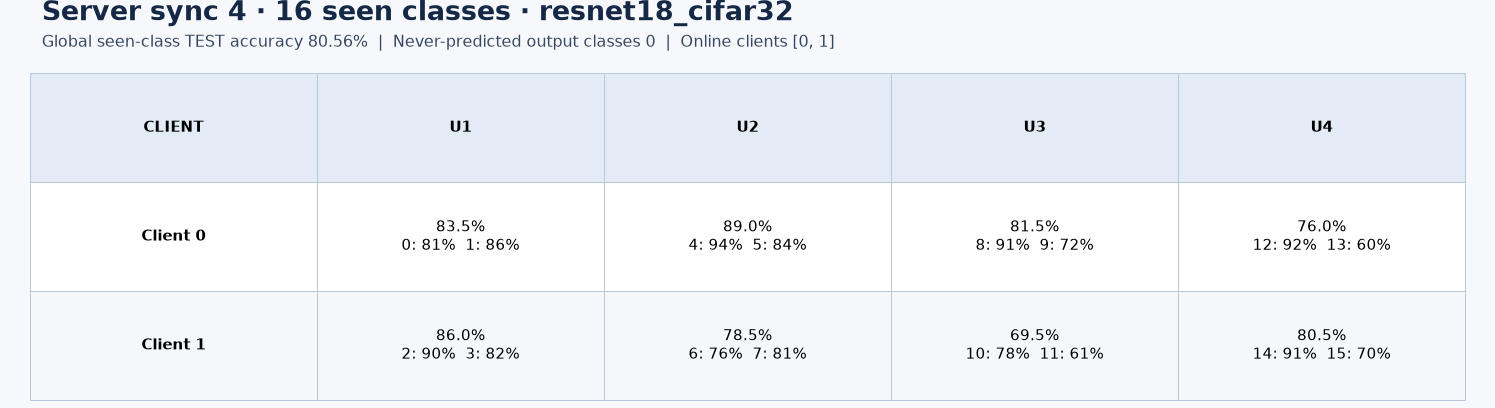 Server sync 4 · 16 seen classes · resnet18_cifar32
Global seen-class TEST accuracy 80.56% | Never-predicted output classes 0 | Online clients [0, 1]
CLIENT U1 U2 U3 U4
Client 0
83.5%
0: 81% 1: 86%
89.0%
4: 94% 5: 84%
81.5%
8: 91% 9: 72%
76.0%
12: 92% 13: 60%
Client 1
86.0%
2: 90% 3: 82%
78.5%
6: 76% 7: 81%
69.5%
10: 78% 11: 61%
80.5%
14: 91% 15: 70%